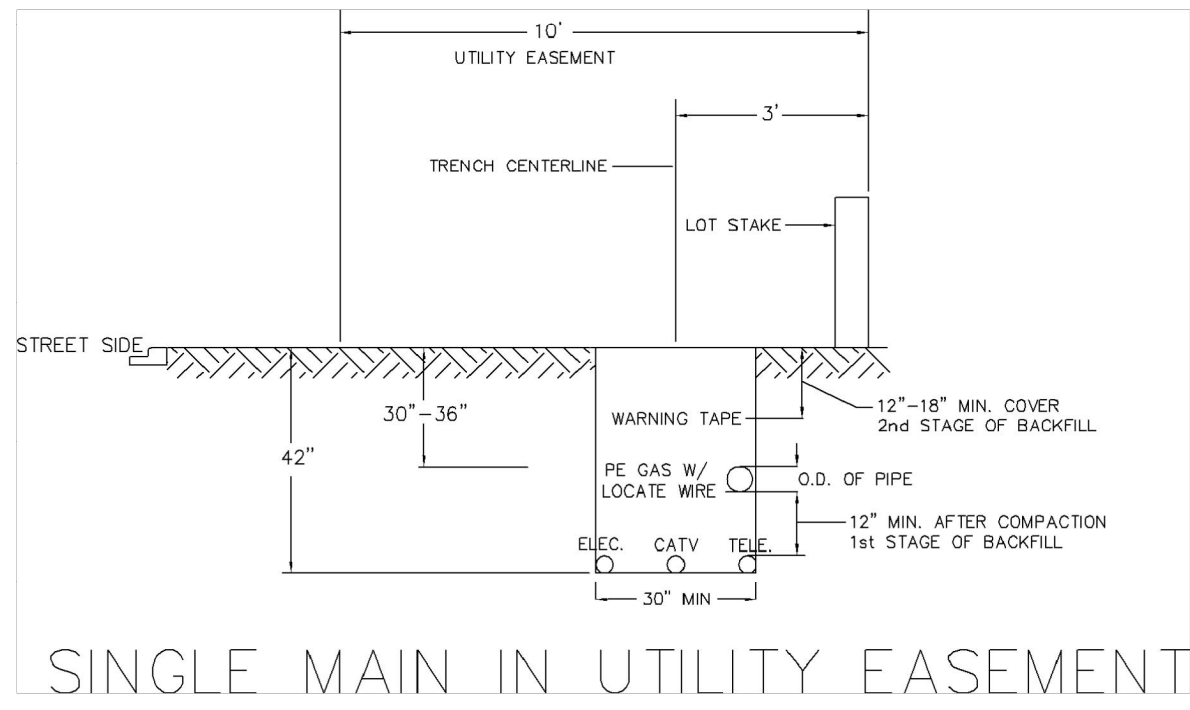 10'
UTILITY EASEMENT
3'
TRENCH CENTERLINE
LOT STAKE
STREET SIDE
30"-36"
12"-18" MIN. COVER
2nd STAGE OF BACKFILL
WARNING TAPE
42"
PE GAS W/
LOCATE WIRE
O.D. OF PIPE
12" MIN. AFTER COMPACTION
1st STAGE OF BACKFILL
ELEC. CATV TELE.
30" MIN
SINGLE MAIN IN UTILITY EASEMENT